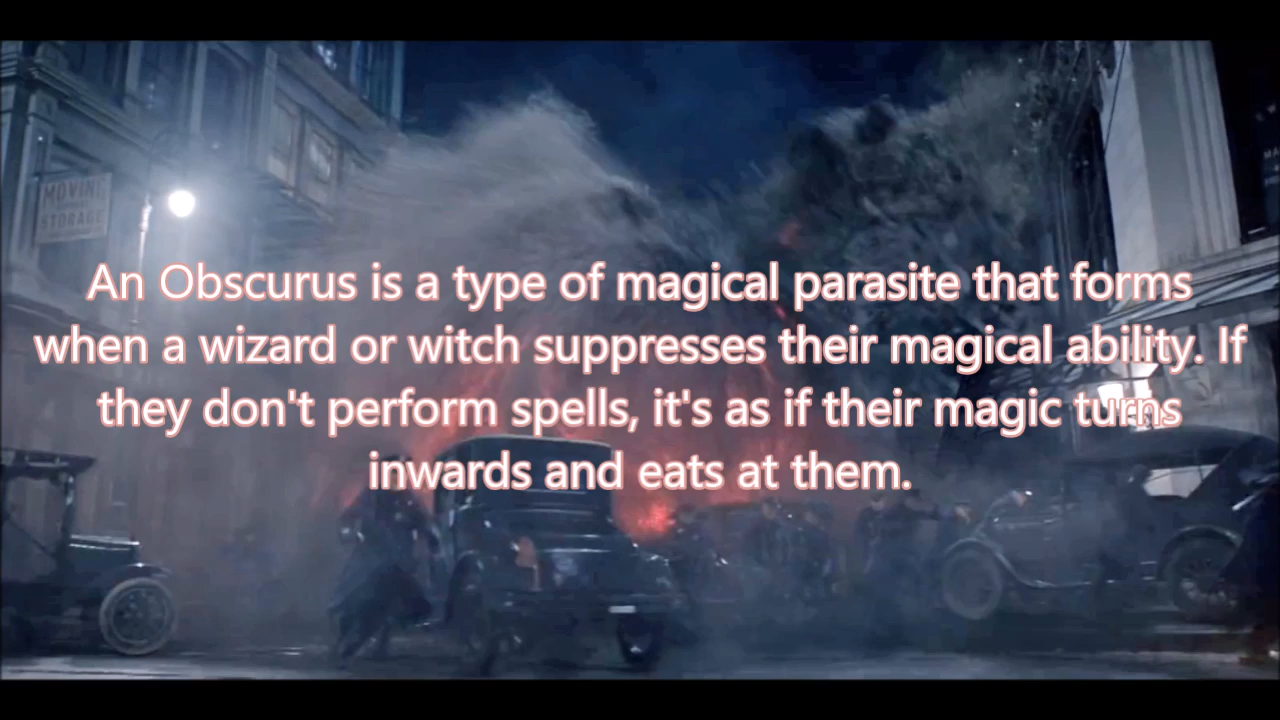 MOVING
STORAGE
An Obscurus is a type of magical parasite that forms
when a wizard or witch suppresses their magical ability. If
they don't perform spells, it's as if their magic turns
inwards and eats at them.